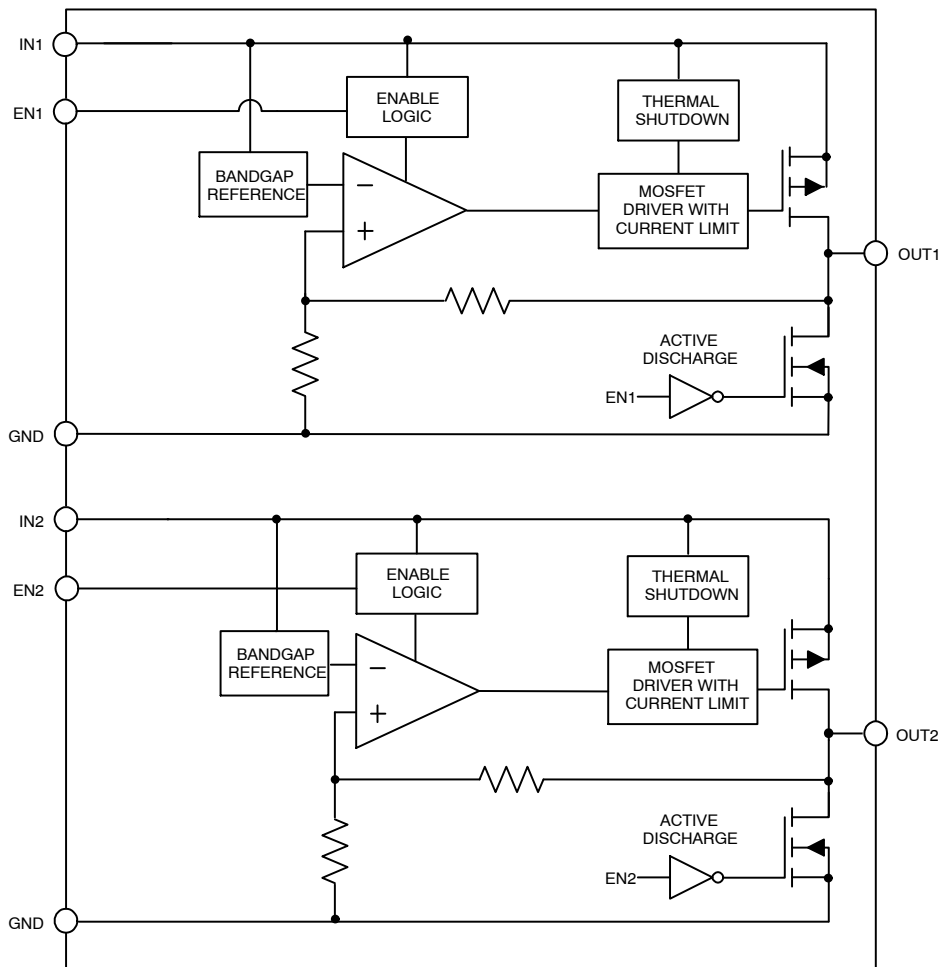 IN1
ENABLE
LOGIC
THERMAL
SHUTDOWN
EN1
BANDGAP
REFERENCE
−
+
MOSFET
DRIVER WITH
CURRENT LIMIT
OUT1
ACTIVE
DISCHARGE
EN1
GND
IN2
ENABLE
LOGIC
THERMAL
SHUTDOWN
EN2
BANDGAP
REFERENCE
−
+
MOSFET
DRIVER WITH
CURRENT LIMIT
OUT2
ACTIVE
DISCHARGE
EN2
GND